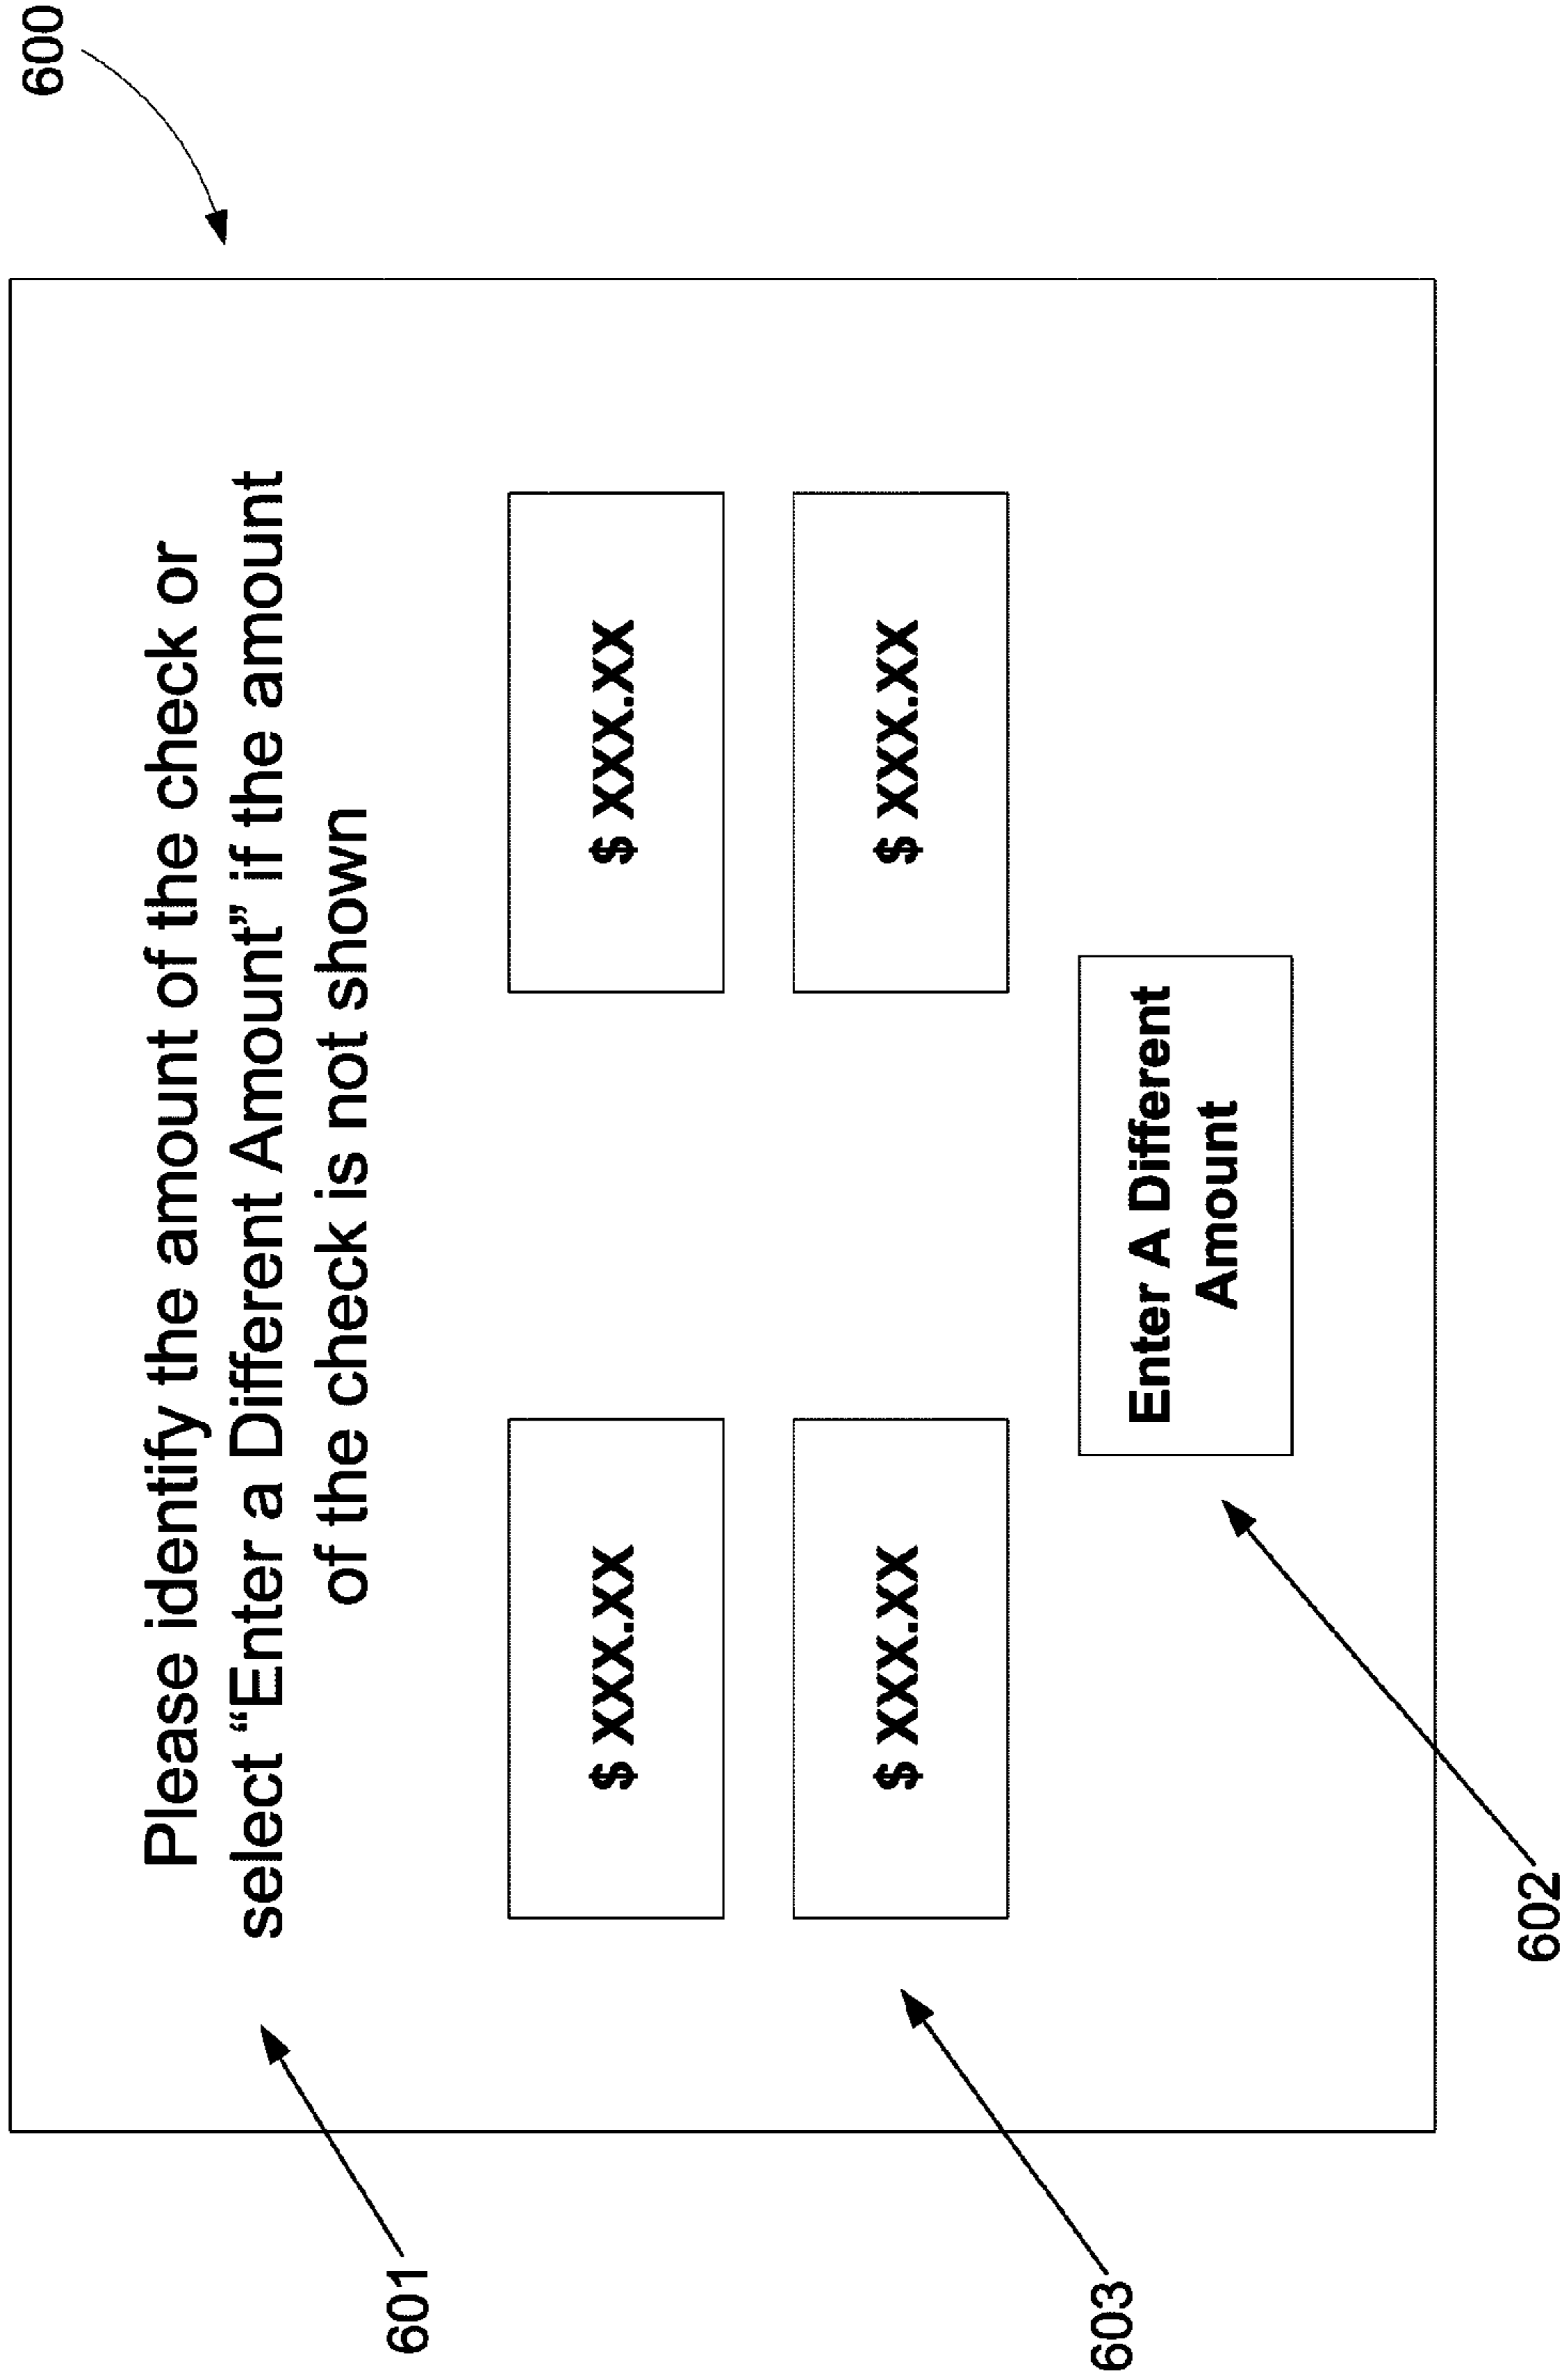 600
601
Please identify the amount of the check or
select “Enter a Different Amount” if the amount
of the check is not shown
$ xxx.xx
$ xxx.xx
603
$ xxx.xx
$ xxx.xx
602
Enter A Different
Amount